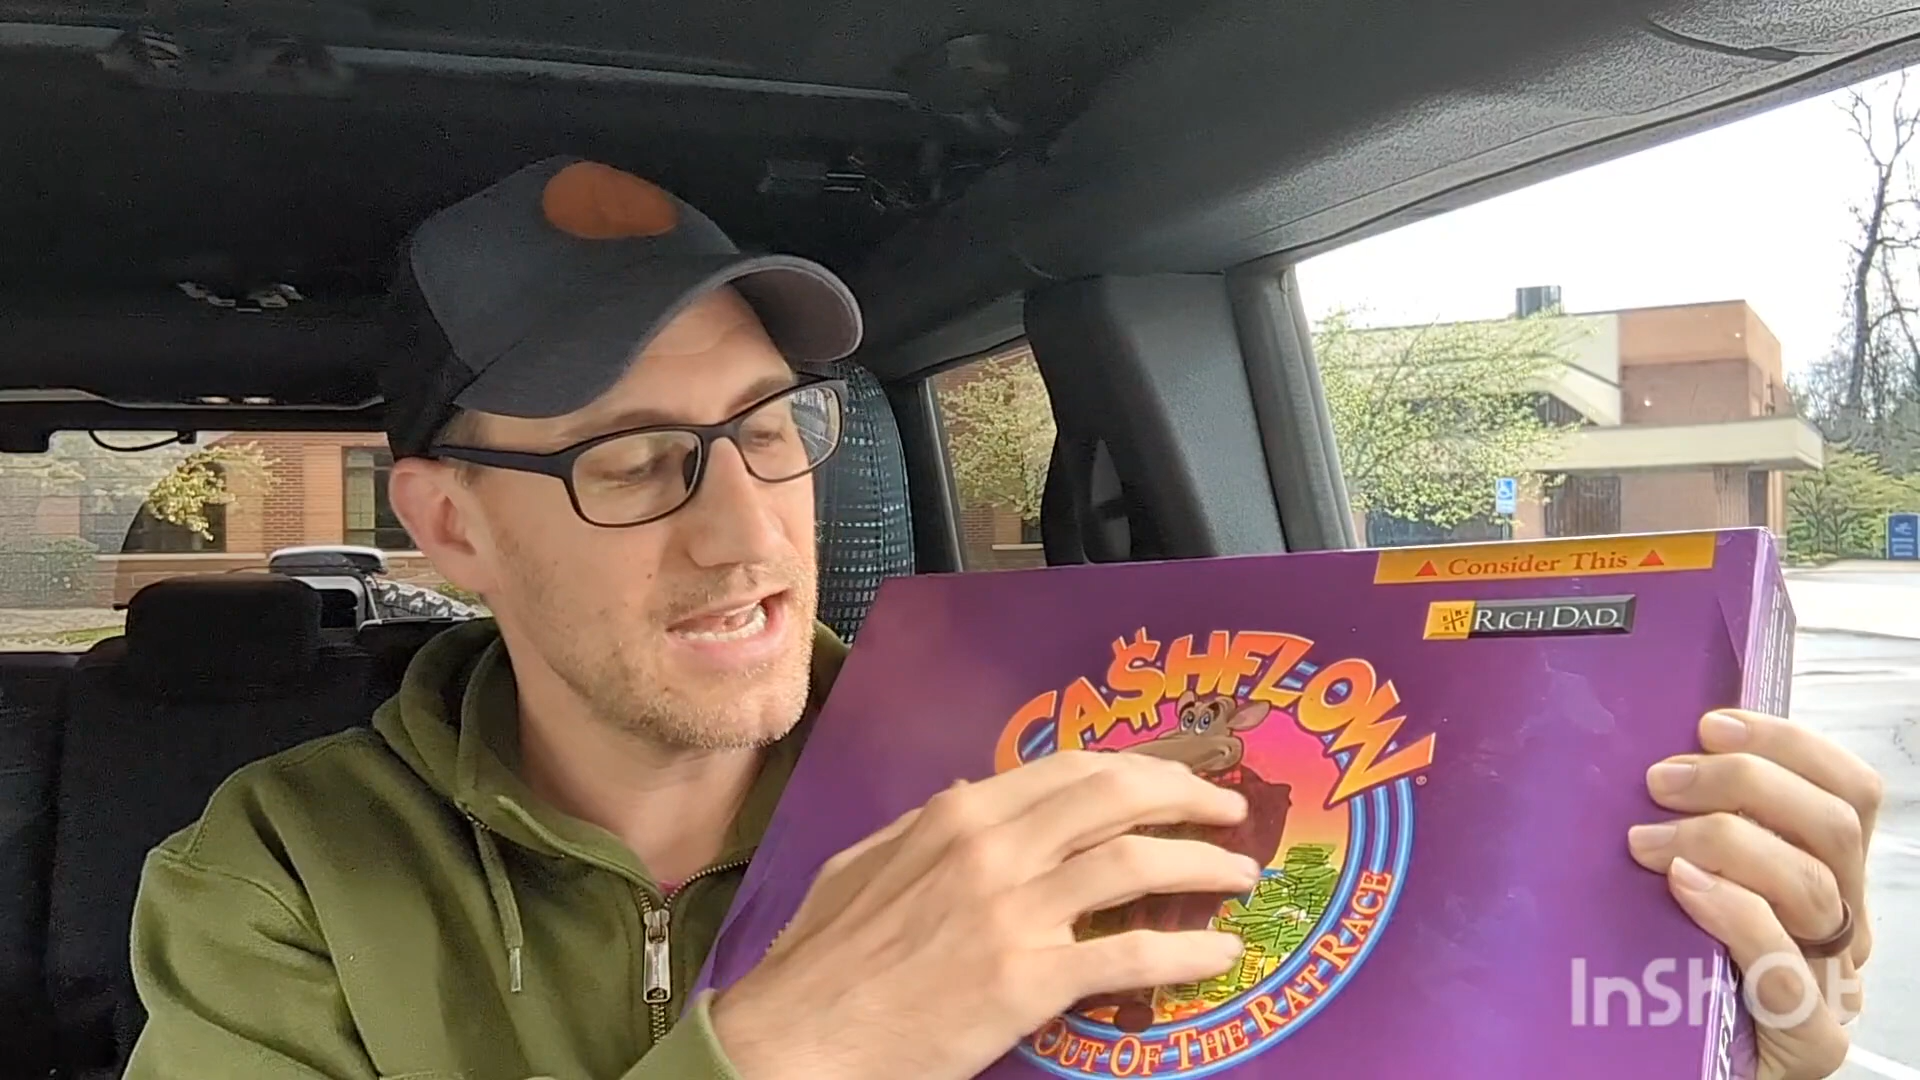 Consider This
RICH DAD
CA$HFLOW
OUT OF THE RAT RACE
InShOt